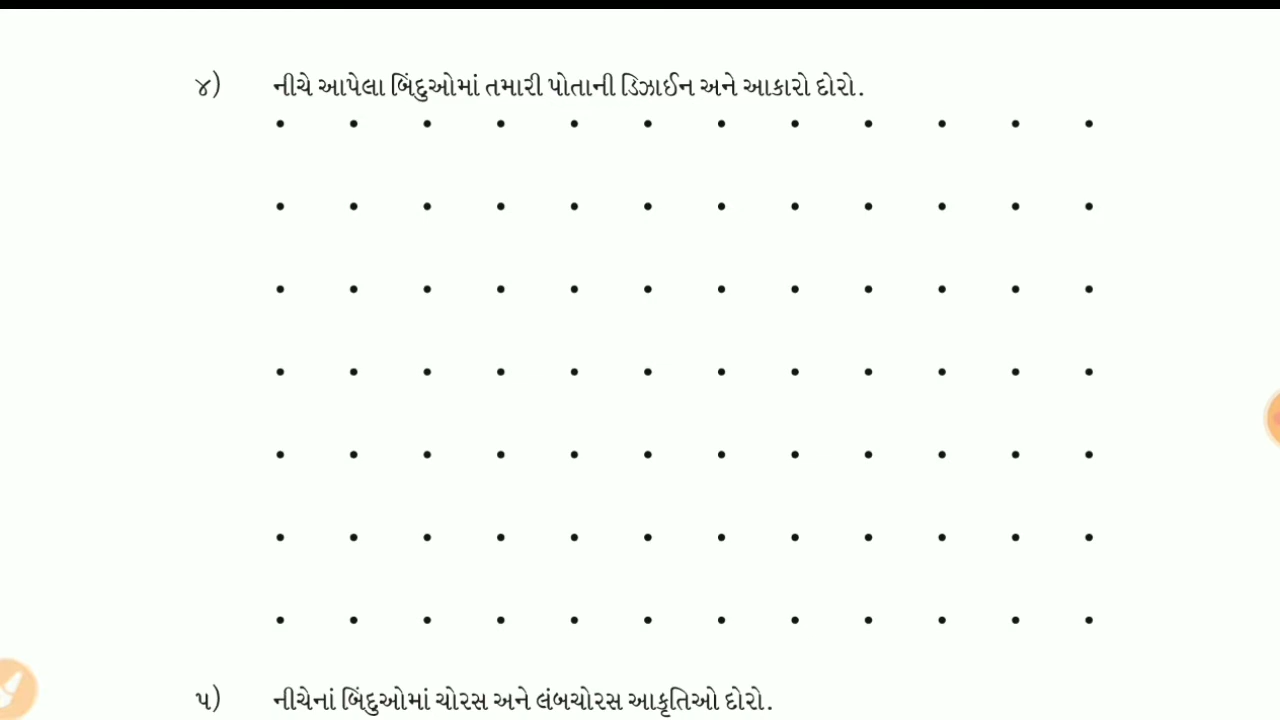 ૪) નીચે આપેલા બિંદુઓમાં તમારી પોતાની ડિઝાઈન અને આકારો દોરો.
૫) નીચેનાં બિંદુઓમાં ચોરસ અને લંબચોરસ આકૃતિઓ દોરો.